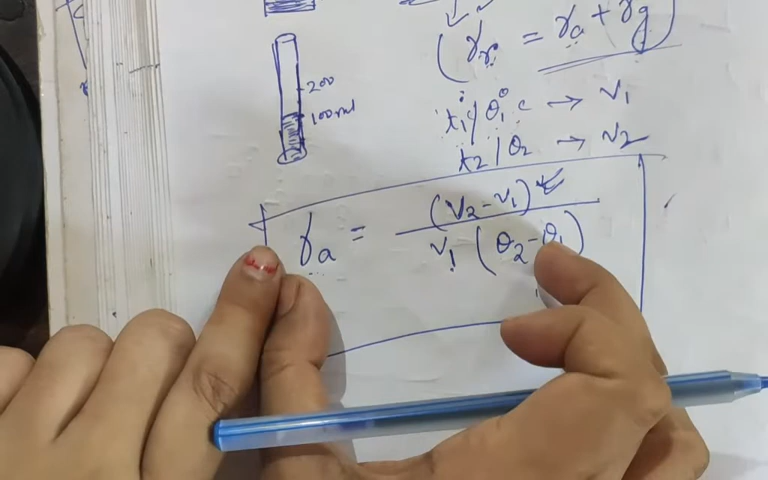 (γr = γa + γg)
200
100ml
t1/θ1°c → V1
t2/θ2 → V2
γa = (V2-V1) / V1(θ2-θ1)